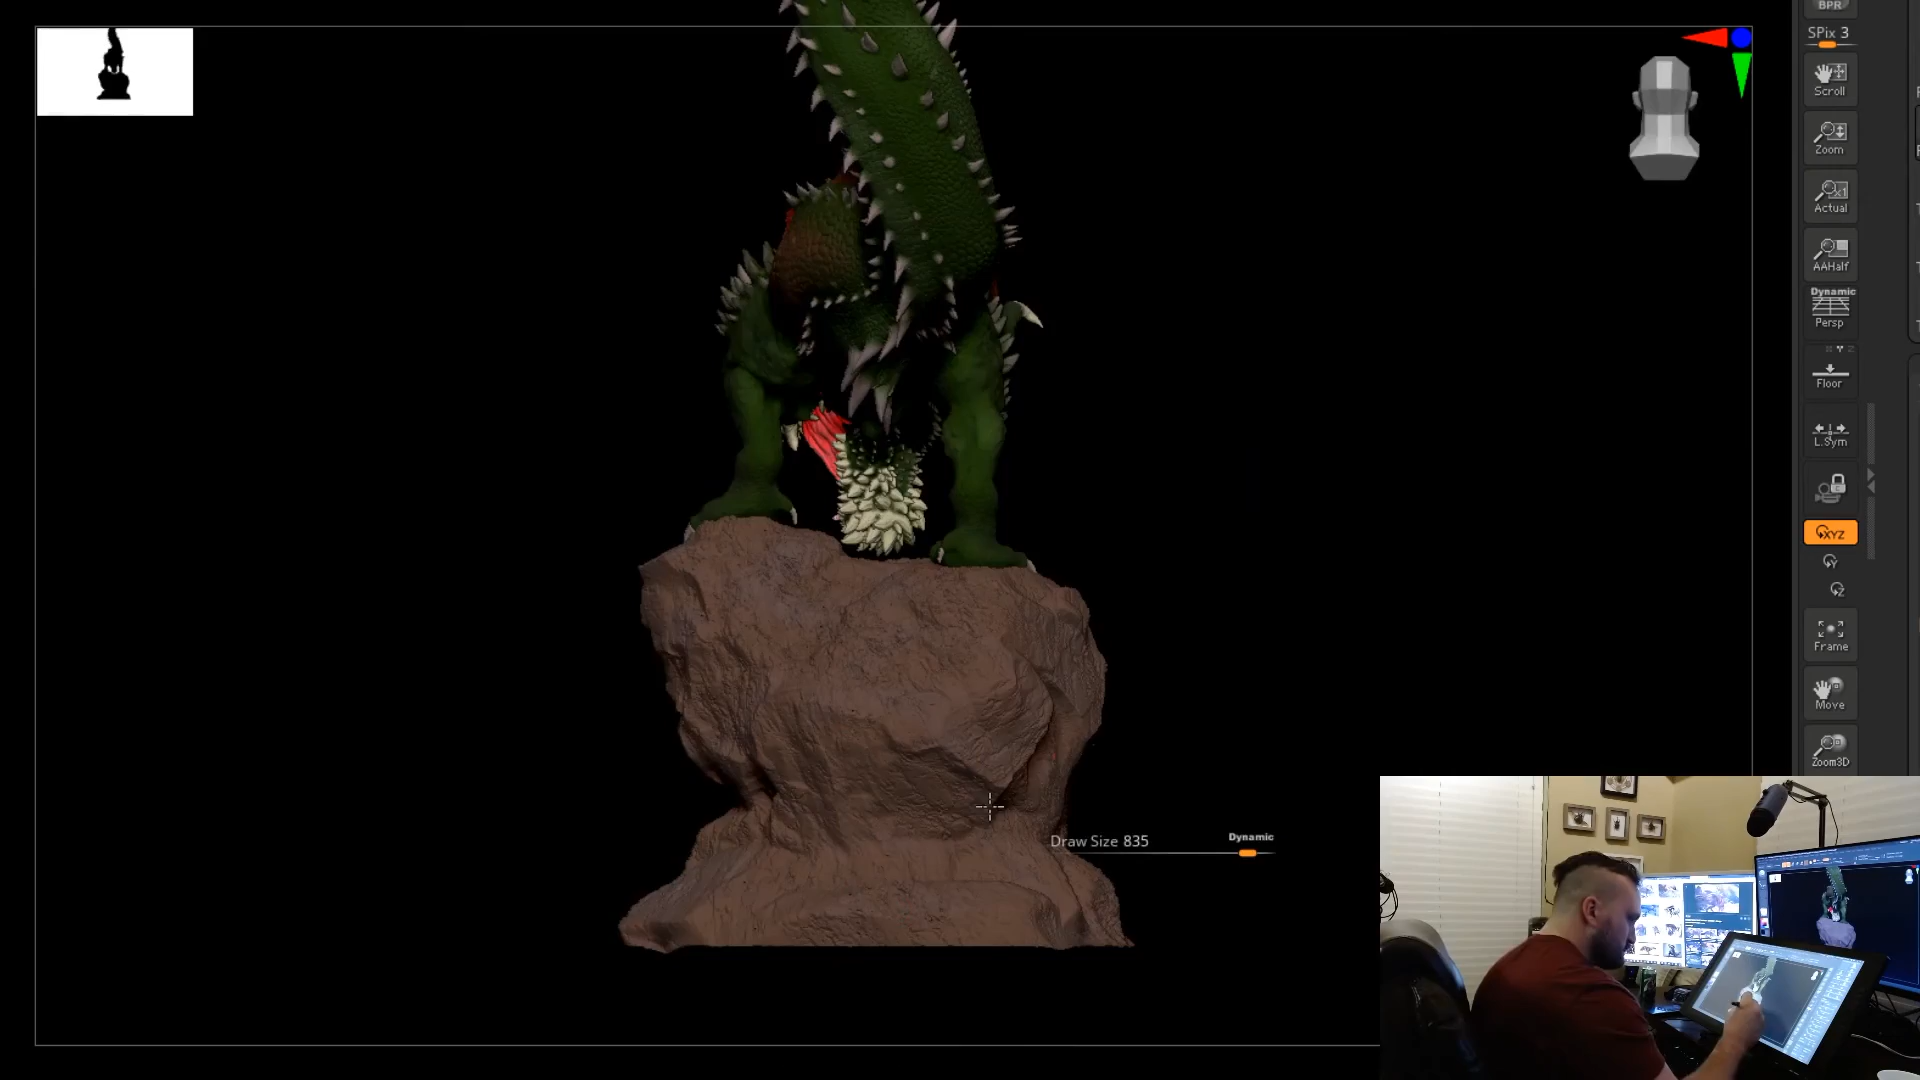 BPR
SPix 3
Scroll
Zoom
Actual
AAHalf
Dynamic
Persp
Floor
L.Sym
XYZ
Frame
Move
Zoom3D
Draw Size 835
Dynamic